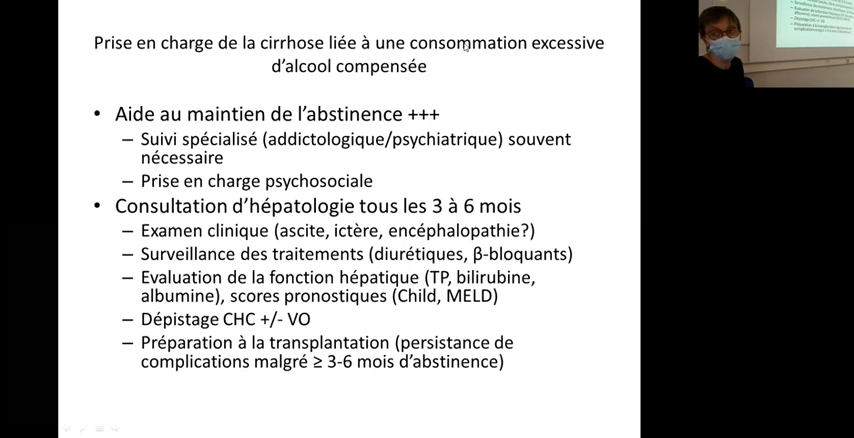 Prise en charge de la cirrhose liée à une consommation excessive
d'alcool compensée
• Aide au maintien de l'abstinence +++
– Suivi spécialisé (addictologique/psychiatrique) souvent
nécessaire
– Prise en charge psychosociale
• Consultation d'hépatologie tous les 3 à 6 mois
– Examen clinique (ascite, ictère, encéphalopathie?)
– Surveillance des traitements (diurétiques, β-bloquants)
– Evaluation de la fonction hépatique (TP, bilirubine,
albumine), scores pronostiques (Child, MELD)
– Dépistage CHC +/- VO
– Préparation à la transplantation (persistance de
complications malgré ≥ 3-6 mois d'abstinence)